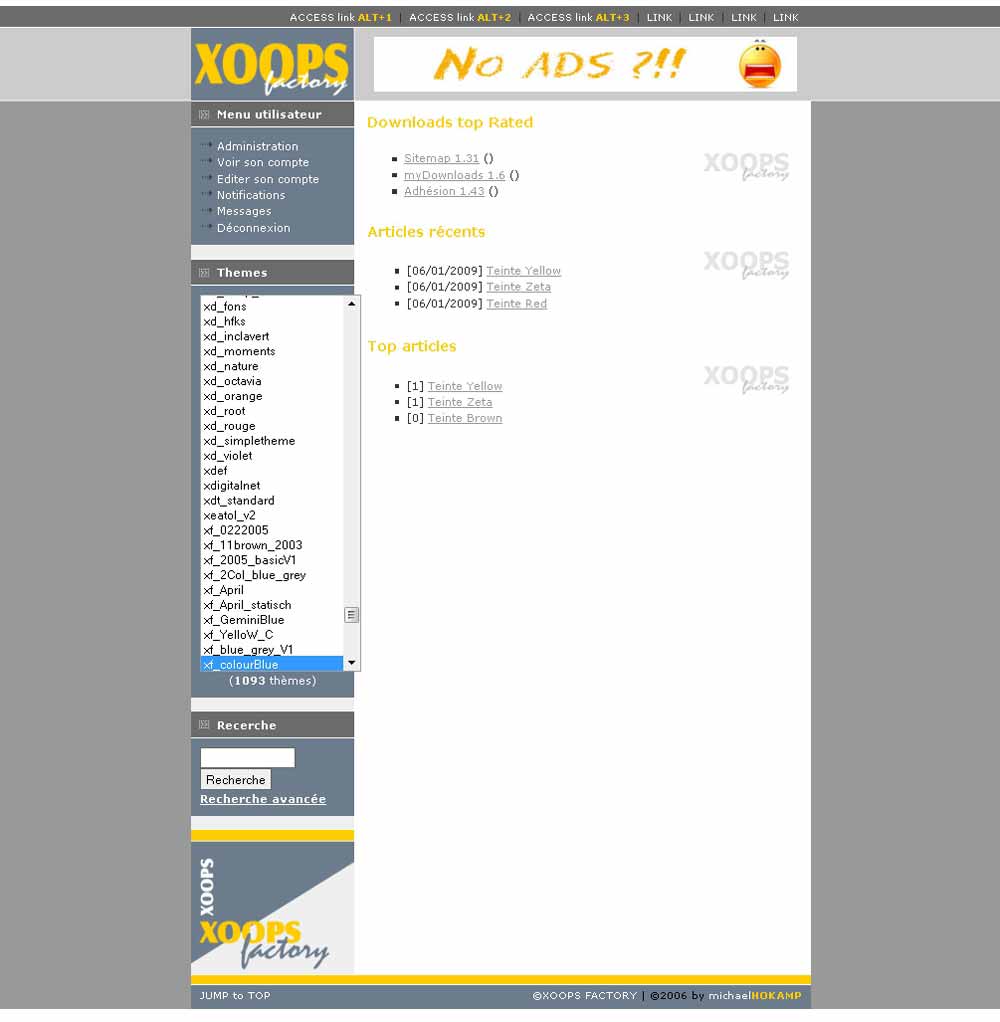 ACCESS link ALT+1 | ACCESS link ALT+2 | ACCESS link ALT+3 | LINK | LINK | LINK | LINK
XOOPS factory
NO ADS ?!!
Menu utilisateur
Administration
Voir son compte
Editer son compte
Notifications
Messages
Déconnexion
Themes
xd_fons
xd_hfks
xd_inclavert
xd_moments
xd_nature
xd_octavia
xd_orange
xd_root
xd_rouge
xd_simpletheme
xd_violet
xdef
xdigitalnet
xdt_standard
xeatol_v2
xf_0222005
xf_11brown_2003
xf_2005_basicV1
xf_2Col_blue_grey
xf_April
xf_April_statisch
xf_GeminiBlue
xf_YelloW_C
xf_blue_grey_V1
xf_colourBlue
(1093 thèmes)
Recerche
Recherche
Recherche avancée
XOOPS
XOOPS factory
Downloads top Rated
XOOPS factory
Sitemap 1.31 ()
myDownloads 1.6 ()
Adhésion 1.43 ()
Articles récents
XOOPS factory
[06/01/2009] Teinte Yellow
[06/01/2009] Teinte Zeta
[06/01/2009] Teinte Red
Top articles
XOOPS factory
[1] Teinte Yellow
[1] Teinte Zeta
[0] Teinte Brown
JUMP to TOP
©XOOPS FACTORY | ©2006 by michaelHOKAMP